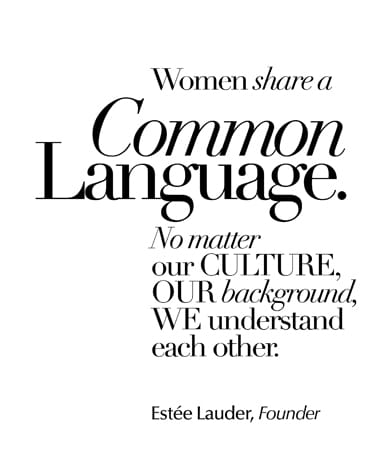 Women share a
Common
Language.
No matter
our CULTURE,
OUR background,
WE understand
each other.
Estée Lauder, Founder